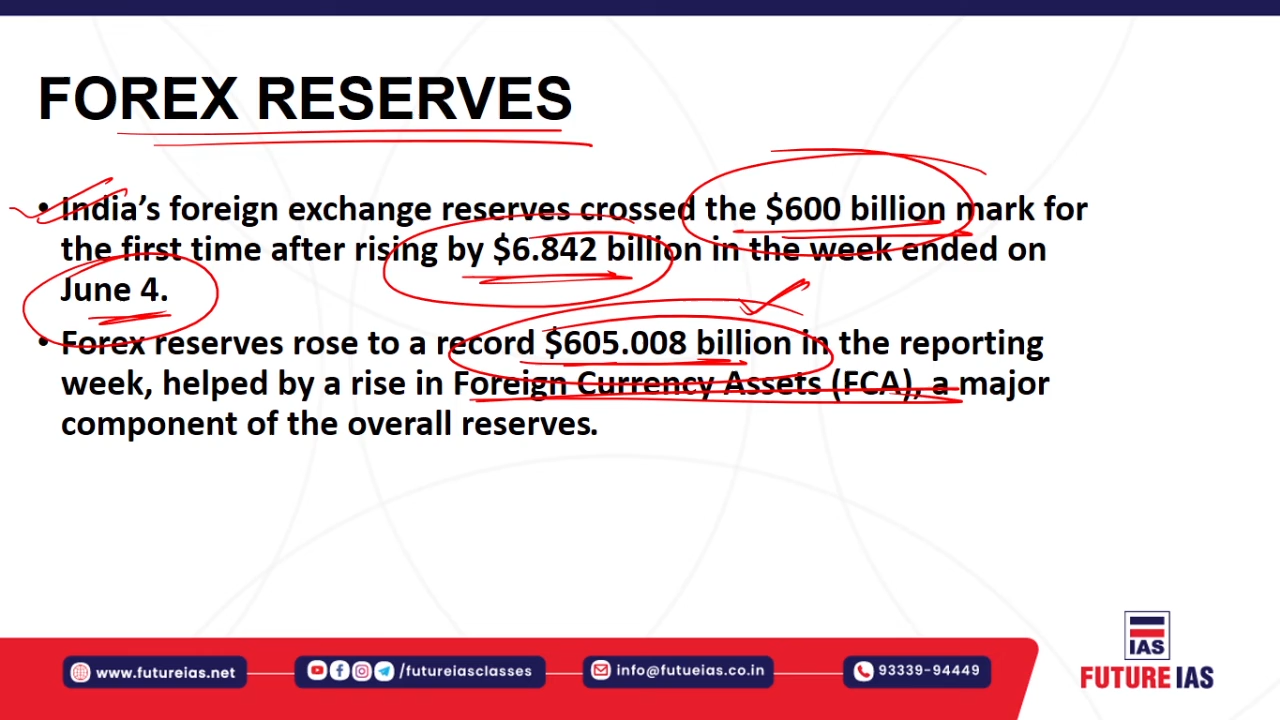 FOREX RESERVES
• India’s foreign exchange reserves crossed the $600 billion mark for
the first time after rising by $6.842 billion in the week ended on
June 4.
• Forex reserves rose to a record $605.008 billion in the reporting
week, helped by a rise in Foreign Currency Assets (FCA), a major
component of the overall reserves.
IAS
www.futureias.net
/futureiasclasses
info@futueias.co.in
93339-94449
FUTURE IAS